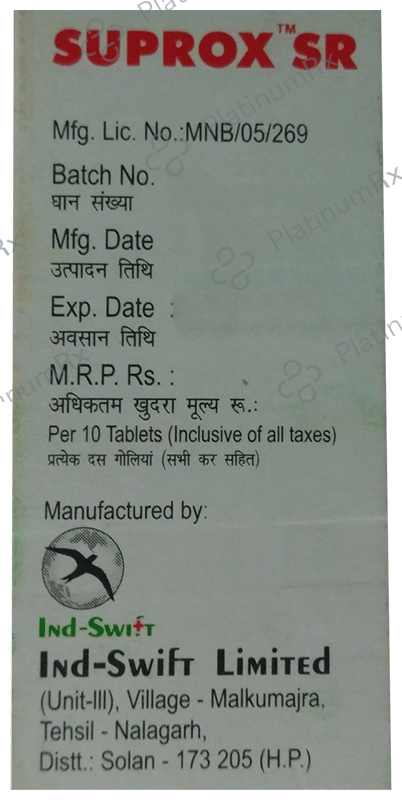 SUPROX™ SR
Mfg. Lic. No.:MNB/05/269
Batch No.
घान संख्या
Mfg. Date
उत्पादन तिथि
Exp. Date :
अवसान तिथि
M.R.P. Rs. :
अधिकतम खुदरा मूल्य रू.:
Per 10 Tablets (Inclusive of all taxes)
प्रत्येक दस गोलियां (सभी कर सहित)
Manufactured by:
Ind-Swift
Ind-Swift Limited
(Unit-III), Village - Malkumajra,
Tehsil - Nalagarh,
Distt.: Solan - 173 205 (H.P.)
PlatinumRx
PlatinumRx